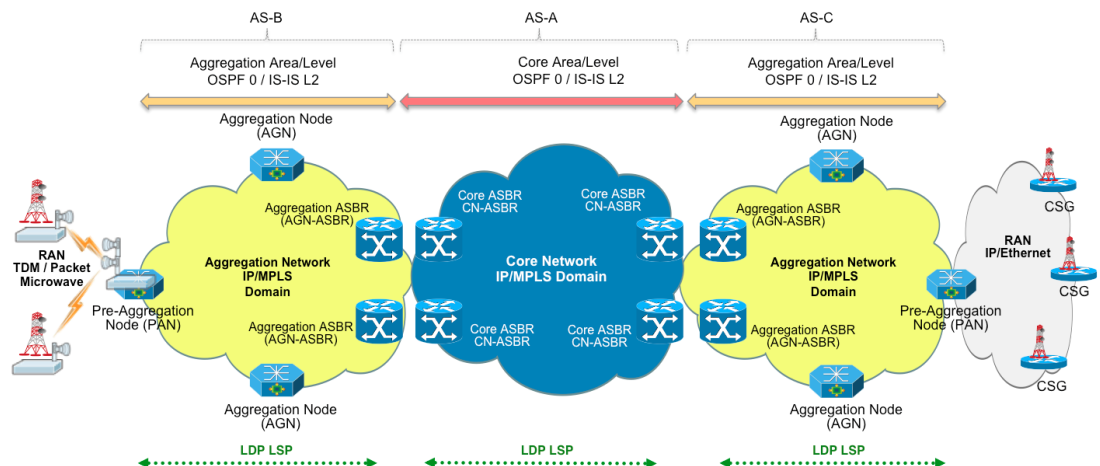 AS-B
AS-A
AS-C
Aggregation Area/Level
OSPF 0 / IS-IS L2
Core Area/Level
OSPF 0 / IS-IS L2
Aggregation Area/Level
OSPF 0 / IS-IS L2
Aggregation Node
(AGN)
Aggregation Node
(AGN)
Aggregation ASBR
(AGN-ASBR)
Core ASBR
CN-ASBR
Core ASBR
CN-ASBR
Aggregation ASBR
(AGN-ASBR)
CSG
RAN
TDM / Packet
Microwave
Aggregation Network
IP/MPLS
Domain
Core Network
IP/MPLS Domain
Aggregation Network
IP/MPLS
Domain
RAN
IP/Ethernet
CSG
Pre-Aggregation
Node (PAN)
Pre-Aggregation
Node (PAN)
Aggregation ASBR
(AGN-ASBR)
Core ASBR
CN-ASBR
Core ASBR
CN-ASBR
Aggregation ASBR
(AGN-ASBR)
CSG
Aggregation Node
(AGN)
Aggregation Node
(AGN)
LDP LSP
LDP LSP
LDP LSP